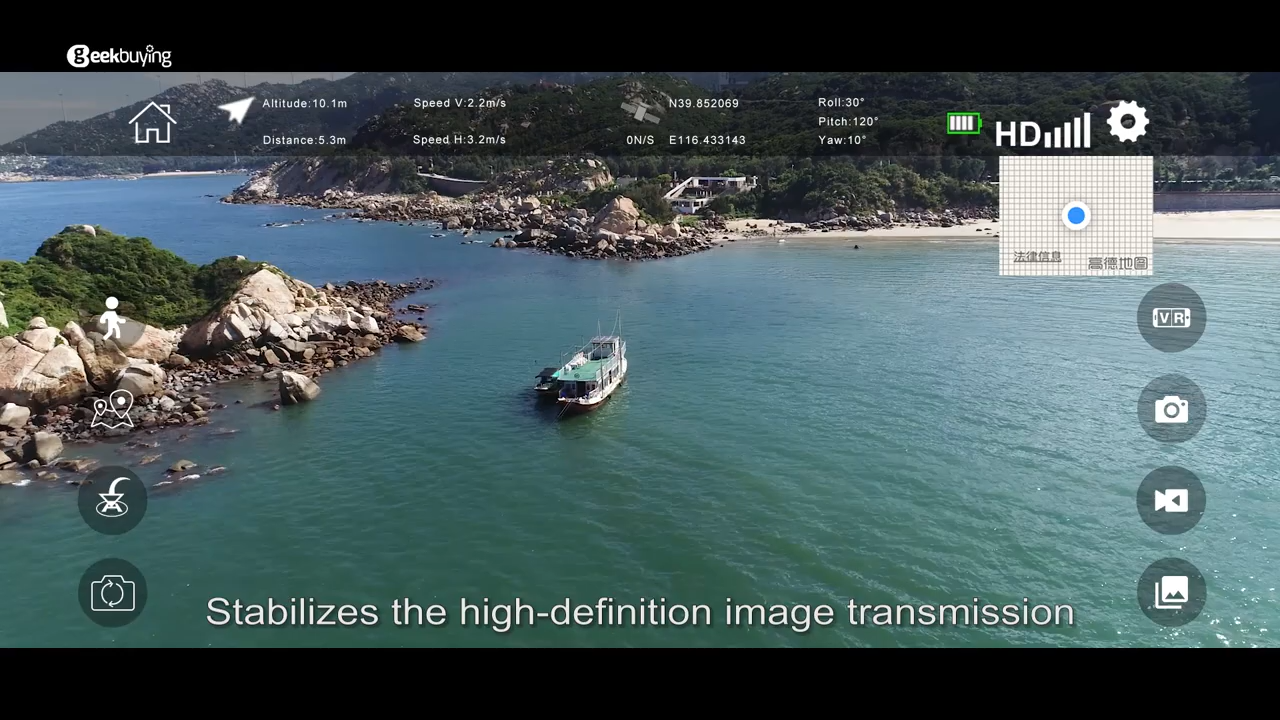 geekbuying
Altitude:10.1m
Speed V:2.2m/s
N39.852069
Roll:30°
Pitch:120°
Distance:5.3m
Speed H:3.2m/s
0N/S
E116.433143
Yaw:10°
HD
法律信息
高德地图
VR
Stabilizes the high-definition image transmission